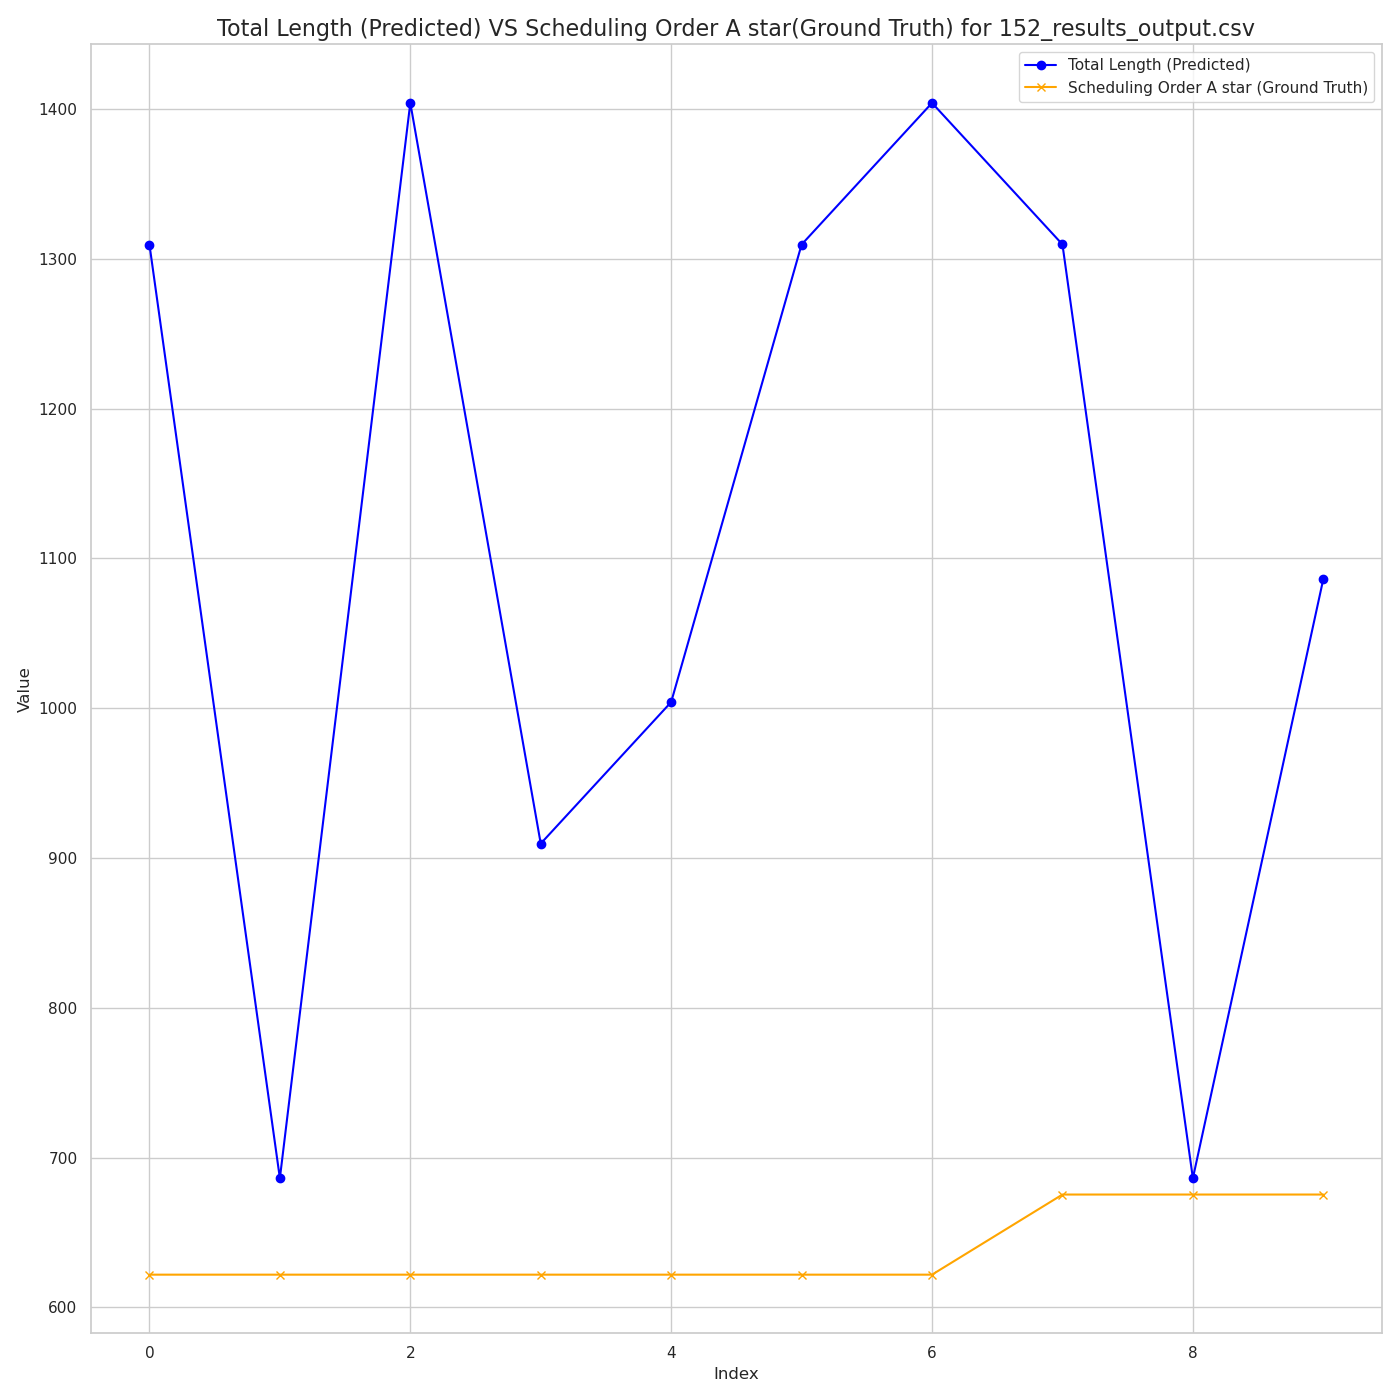 Total Length (Predicted) VS Scheduling Order A star(Ground Truth) for 152_results_output.csv
Total Length (Predicted)
Scheduling Order A star (Ground Truth)
1400
1300
1200
1100
1000
900
800
700
600
Value
0 2 4 6 8
Index